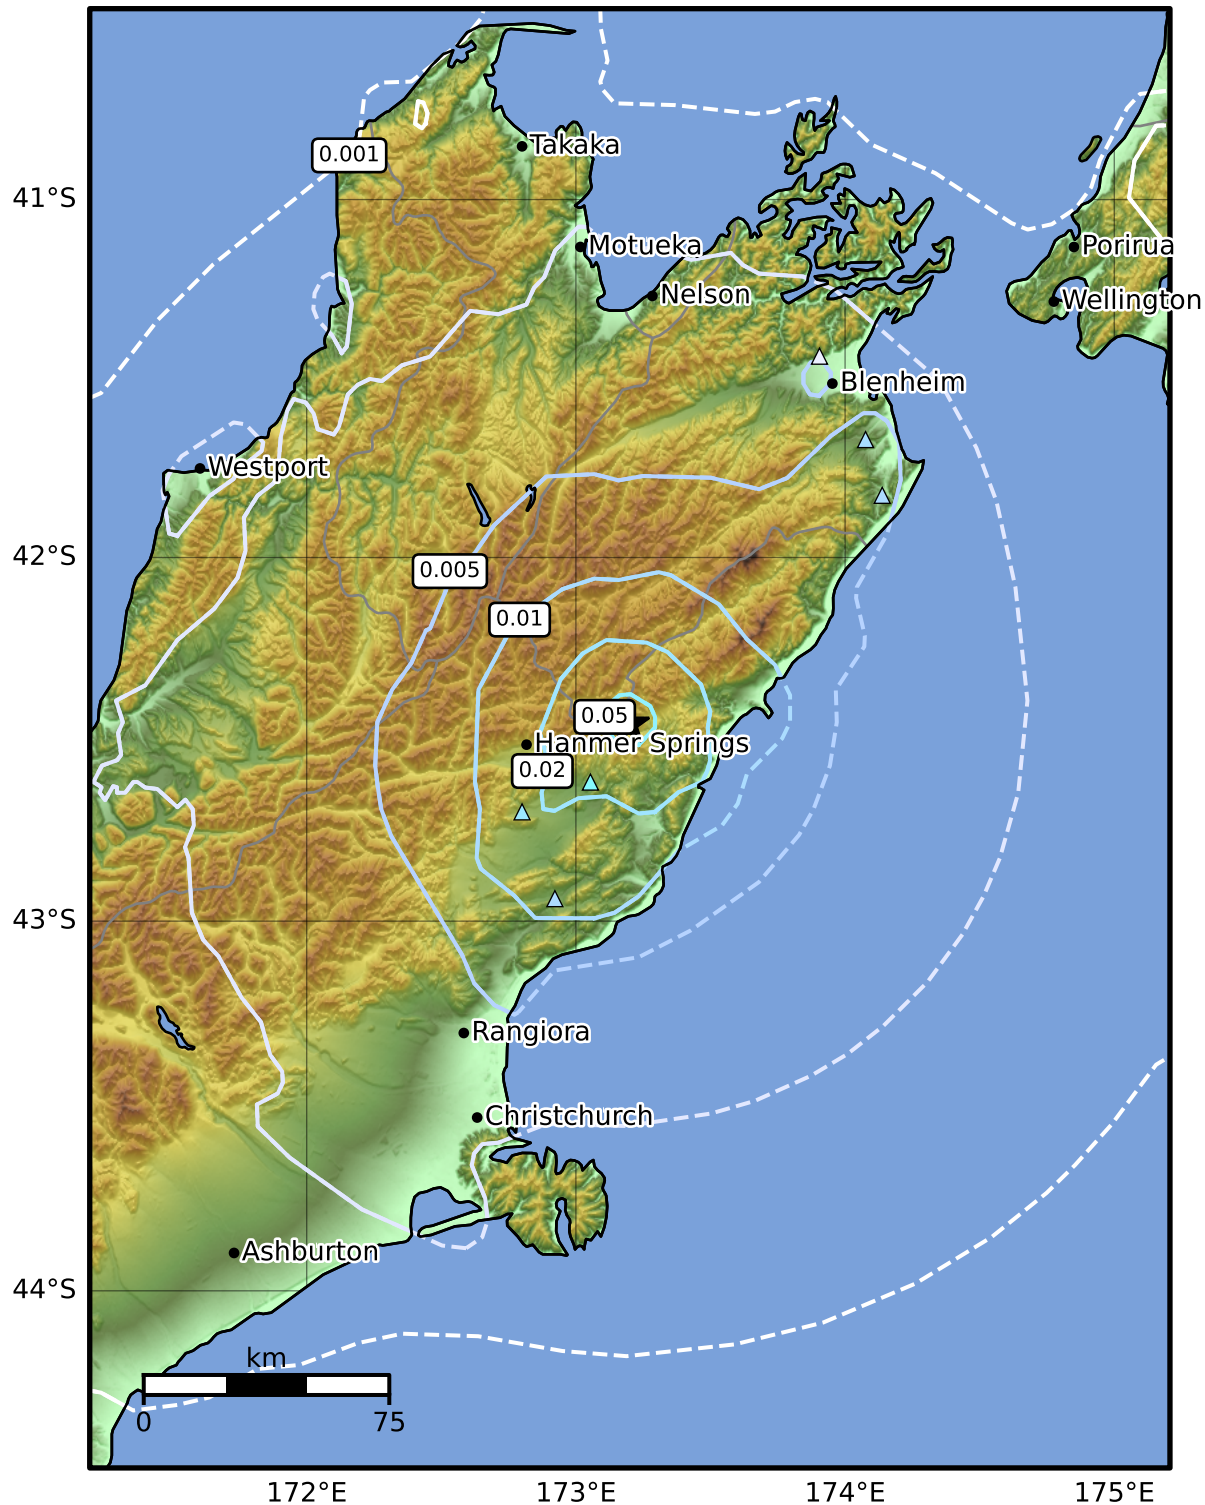 Takaka
0.001
41°S
Motueka
Porirua
Nelson
Wellington
Blenheim
Westport
42°S
0.005
0.01
0.05
Hanmer Springs
0.02
43°S
Rangiora
Christchurch
Ashburton
44°S
km
0 75
172°E 173°E 174°E 175°E